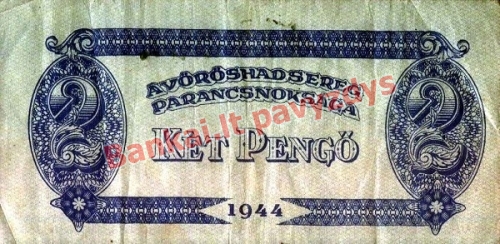 A VÖRÖSHADSEREG
PARANCSNOKSÁGA
2 KÉT PENGŐ 2
1944
Bankai.lt pavyzdys